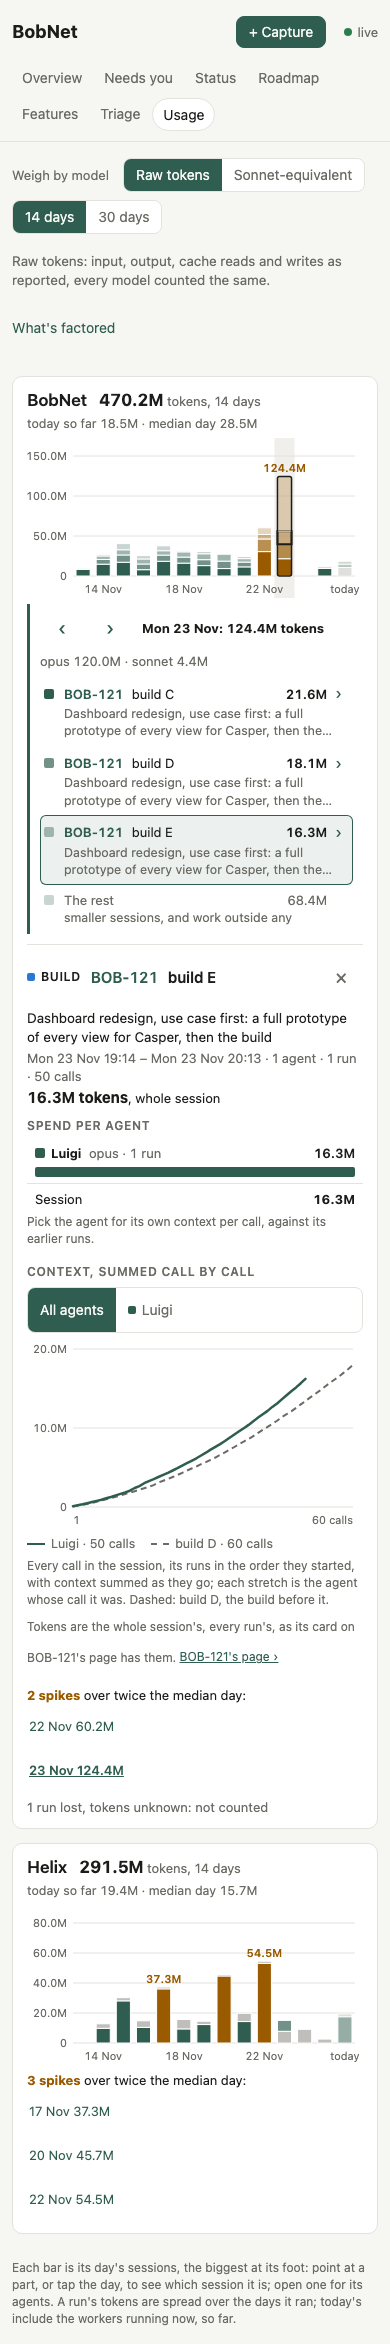 BobNet
+ Capture
live
Overview Needs you Status Roadmap
Features Triage Usage
Weigh by model Raw tokens Sonnet-equivalent
14 days 30 days
Raw tokens: input, output, cache reads and writes as
reported, every model counted the same.
What's factored
BobNet 470.2M tokens, 14 days
today so far 18.5M · median day 28.5M
150.0M
124.4M
100.0M
50.0M
0
14 Nov 18 Nov 22 Nov today
‹ › Mon 23 Nov: 124.4M tokens
opus 120.0M · sonnet 4.4M
BOB-121 build C 21.6M ›
Dashboard redesign, use case first: a full
prototype of every view for Casper, then the...
BOB-121 build D 18.1M ›
Dashboard redesign, use case first: a full
prototype of every view for Casper, then the...
BOB-121 build E 16.3M ›
Dashboard redesign, use case first: a full
prototype of every view for Casper, then the...
The rest 68.4M
smaller sessions, and work outside any
BUILD BOB-121 build E ×
Dashboard redesign, use case first: a full prototype
of every view for Casper, then the build
Mon 23 Nov 19:14 – Mon 23 Nov 20:13 · 1 agent · 1 run
· 50 calls
16.3M tokens, whole session
SPEND PER AGENT
Luigi opus · 1 run 16.3M
Session 16.3M
Pick the agent for its own context per call, against its
earlier runs.
CONTEXT, SUMMED CALL BY CALL
All agents Luigi
20.0M
10.0M
0
1 60 calls
Luigi · 50 calls build D · 60 calls
Every call in the session, its runs in the order they started,
with context summed as they go; each stretch is the agent
whose call it was. Dashed: build D, the build before it.
Tokens are the whole session's, every run's, as its card on
BOB-121's page has them. BOB-121's page ›
2 spikes over twice the median day:
22 Nov 60.2M
23 Nov 124.4M
1 run lost, tokens unknown: not counted
Helix 291.5M tokens, 14 days
today so far 19.4M · median day 15.7M
80.0M
60.0M
54.5M
40.0M
37.3M
20.0M
0
14 Nov 18 Nov 22 Nov today
3 spikes over twice the median day:
17 Nov 37.3M
20 Nov 45.7M
22 Nov 54.5M
Each bar is its day's sessions, the biggest at its foot: point at a
part, or tap the day, to see which session it is; open one for its
agents. A run's tokens are spread over the days it ran; today's
include the workers running now, so far.